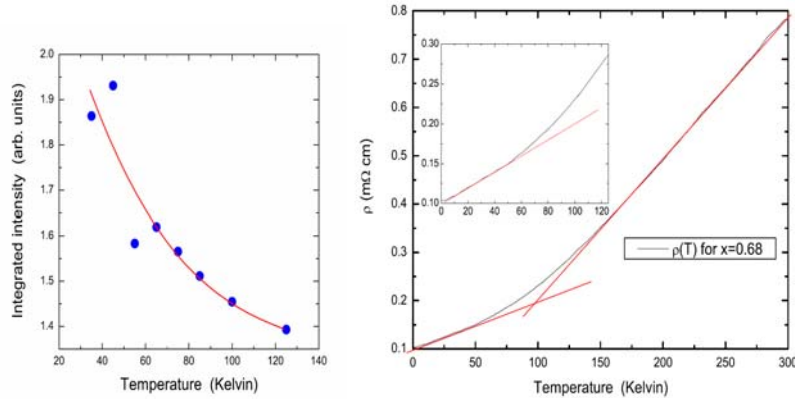 2.0
1.9
1.8
1.7
1.6
1.5
1.4
20 40 60 80 100 120 140
Integrated intensity (arb. units)
Temperature (Kelvin)
0.8
0.7
0.6
0.5
0.4
0.3
0.2
0.1
0 50 100 150 200 250 300
ρ (mΩ cm)
Temperature (Kelvin)
0.30
0.25
0.20
0.15
0.10
0 20 40 60 80 100 120
ρ(T) for x=0.68